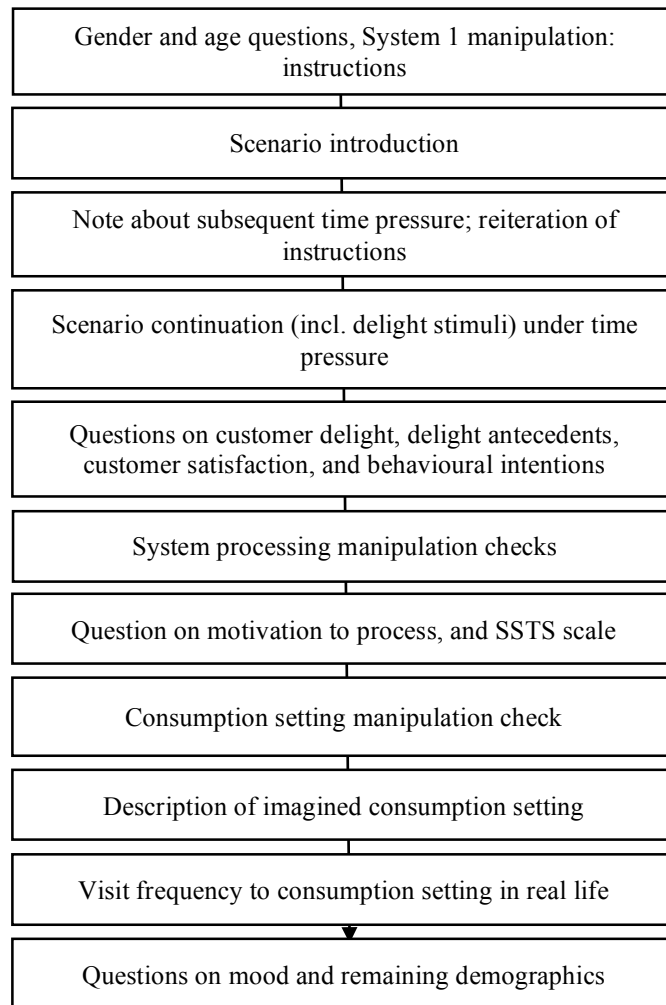 Gender and age questions, System 1 manipulation:
instructions
Scenario introduction
Note about subsequent time pressure; reiteration of
instructions
Scenario continuation (incl. delight stimuli) under time
pressure
Questions on customer delight, delight antecedents,
customer satisfaction, and behavioural intentions
System processing manipulation checks
Question on motivation to process, and SSTS scale
Consumption setting manipulation check
Description of imagined consumption setting
Visit frequency to consumption setting in real life
Questions on mood and remaining demographics